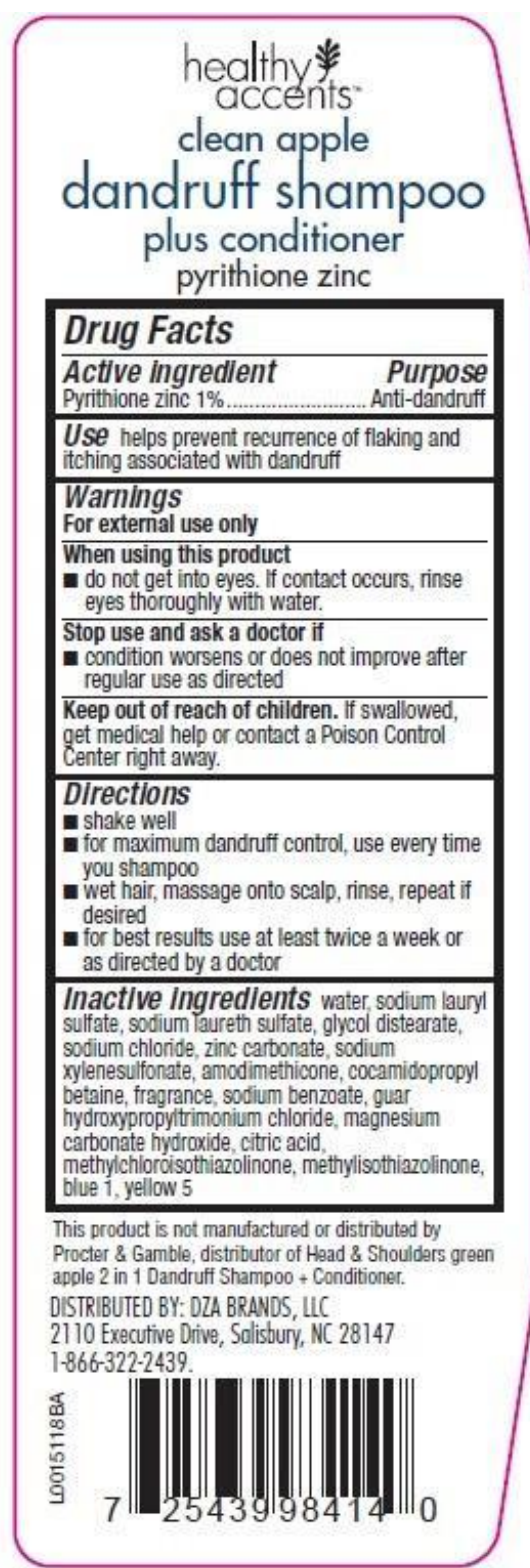 healthy
accents™
clean apple
dandruff shampoo
plus conditioner
pyrithione zinc
Drug Facts
Active ingredient Purpose
Pyrithione zinc 1%......................... Anti-dandruff
Use helps prevent recurrence of flaking and
itching associated with dandruff
Warnings
For external use only
When using this product
■ do not get into eyes. If contact occurs, rinse
eyes thoroughly with water.
Stop use and ask a doctor if
■ condition worsens or does not improve after
regular use as directed
Keep out of reach of children. If swallowed,
get medical help or contact a Poison Control
Center right away.
Directions
■ shake well
■ for maximum dandruff control, use every time
you shampoo
■ wet hair, massage onto scalp, rinse, repeat if
desired
■ for best results use at least twice a week or
as directed by a doctor
Inactive ingredients water, sodium lauryl
sulfate, sodium laureth sulfate, glycol distearate,
sodium chloride, zinc carbonate, sodium
xylenesulfonate, amodimethicone, cocamidopropyl
betaine, fragrance, sodium benzoate, guar
hydroxypropyltrimonium chloride, magnesium
carbonate hydroxide, citric acid,
methylchloroisothiazolinone, methylisothiazolinone,
blue 1, yellow 5
This product is not manufactured or distributed by
Procter & Gamble, distributor of Head & Shoulders green
apple 2 in 1 Dandruff Shampoo + Conditioner.
DISTRIBUTED BY: DZA BRANDS, LLC
2110 Executive Drive, Salisbury, NC 28147
1-866-322-2439.
L0015118BA
7 25439 98414 0